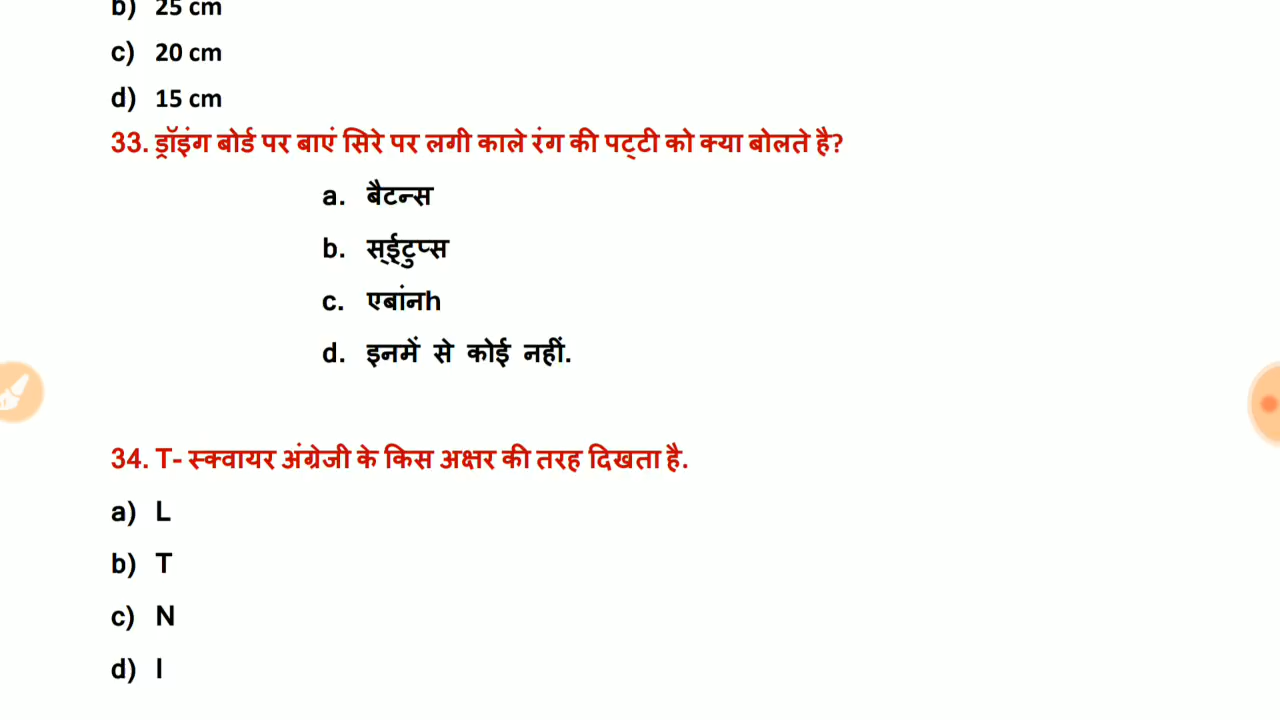 b) 25 cm
c) 20 cm
d) 15 cm
33. ड्रॉइंग बोर्ड पर बाएं सिरे पर लगी काले रंग की पट्टी को क्या बोलते है?
a. बैटन्स
b. स्ईटुप्स
c. एबांनh
d. इनमें से कोई नहीं.
34. T- स्क्वायर अंग्रेजी के किस अक्षर की तरह दिखता है.
a) L
b) T
c) N
d) I